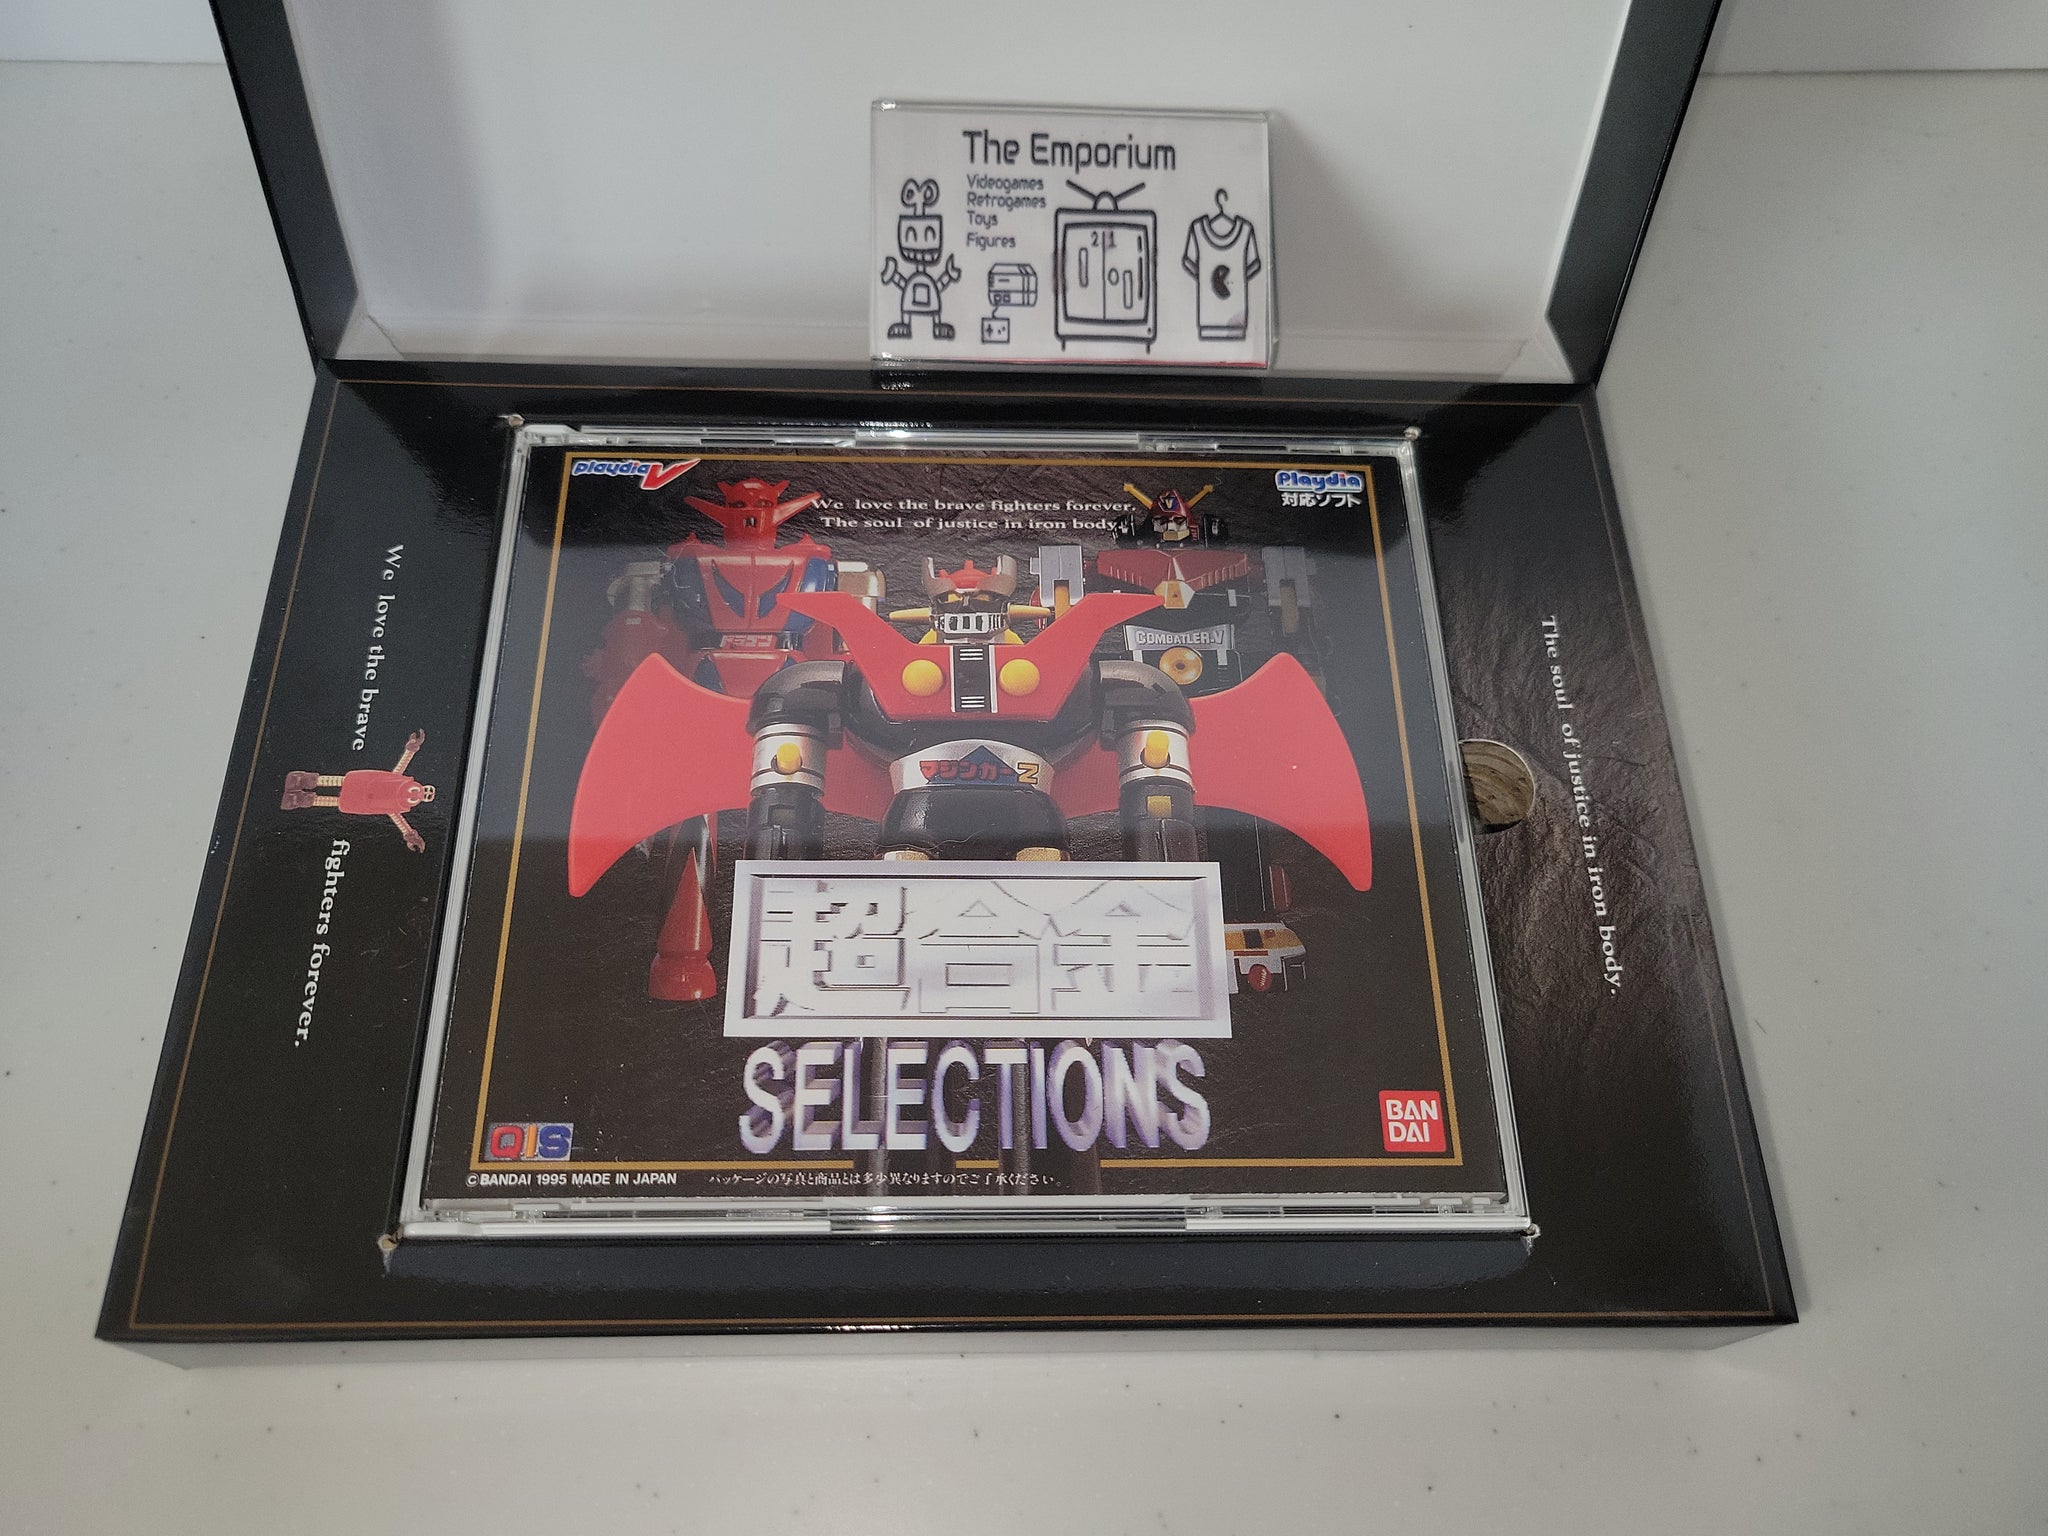 The Emporium
Videogames
Retrogames
Toys
Figures
2 1
playdia V
Playdia
対応ソフト
We love the brave fighters forever.
The soul of justice in iron body.
COMBATLER.V
マジンガーZ
超合金
SELECTIONS
QIS
BAN
DAI
©BANDAI 1995 MADE IN JAPAN
パッケージの写真と商品とは多少異なりますのでご了承ください。
We love the brave
fighters forever.
The soul of justice in iron body.